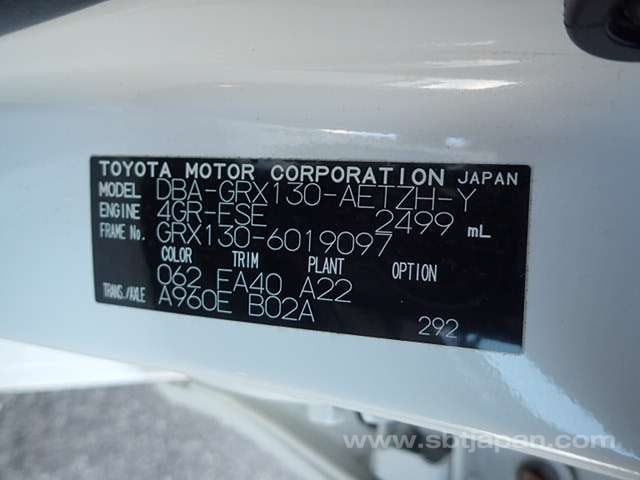 TOYOTA MOTOR CORPORATION JAPAN
MODEL DBA-GRX130-AETZH-Y
ENGINE 4GR-FSE 2499 mL
FRAME No. GRX130-6019097
COLOR TRIM PLANT OPTION
062 FA40 A22
TRANS./AXLE A960E B02A 292
www.sbtjapan.com